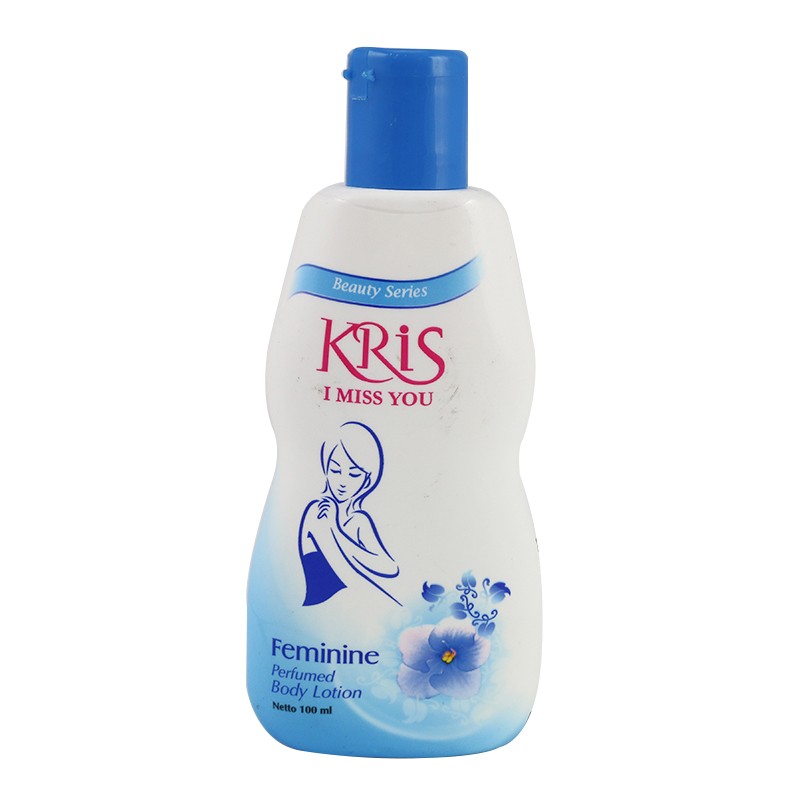 Beauty Series
KRiS
I MISS YOU
Feminine
Perfumed
Body Lotion
Netto 100 ml